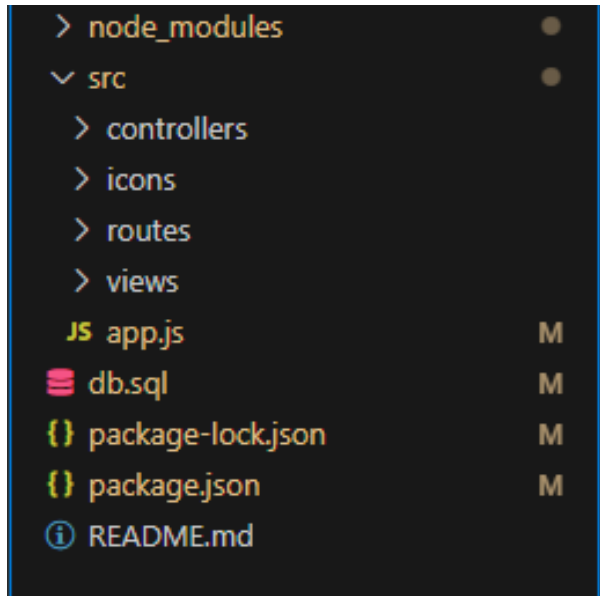 node_modules
src
controllers
icons
routes
views
JS app.js M
db.sql M
{} package-lock.json M
{} package.json M
README.md